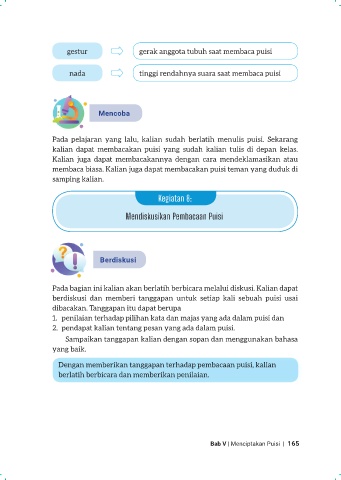 gestur
gerak anggota tubuh saat membaca puisi
nada
tinggi rendahnya suara saat membaca puisi
Mencoba
Pada pelajaran yang lalu, kalian sudah berlatih menulis puisi. Sekarang
kalian dapat membacakan puisi yang sudah kalian tulis di depan kelas.
Kalian juga dapat membacakannya dengan cara mendeklamasikan atau
membaca biasa. Kalian juga dapat membacakan puisi teman yang duduk di
samping kalian.
Kegiatan 8:
Mendiskusikan Pembacaan Puisi
Berdiskusi
Pada bagian ini kalian akan berlatih berbicara melalui diskusi. Kalian dapat
berdiskusi dan memberi tanggapan untuk setiap kali sebuah puisi usai
dibacakan. Tanggapan itu dapat berupa
1. penilaian terhadap pilihan kata dan majas yang ada dalam puisi dan
2. pendapat kalian tentang pesan yang ada dalam puisi.
Sampaikan tanggapan kalian dengan sopan dan menggunakan bahasa
yang baik.
Dengan memberikan tanggapan terhadap pembacaan puisi, kalian
berlatih berbicara dan memberikan penilaian.
Bab V | Menciptakan Puisi | 165